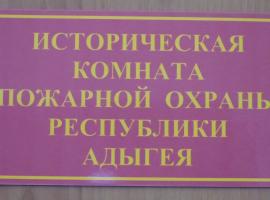 ИСТОРИЧЕСКАЯ
КОМНАТА
ПОЖАРНОЙ ОХРАНЫ
РЕСПУБЛИКИ
АДЫГЕЯ